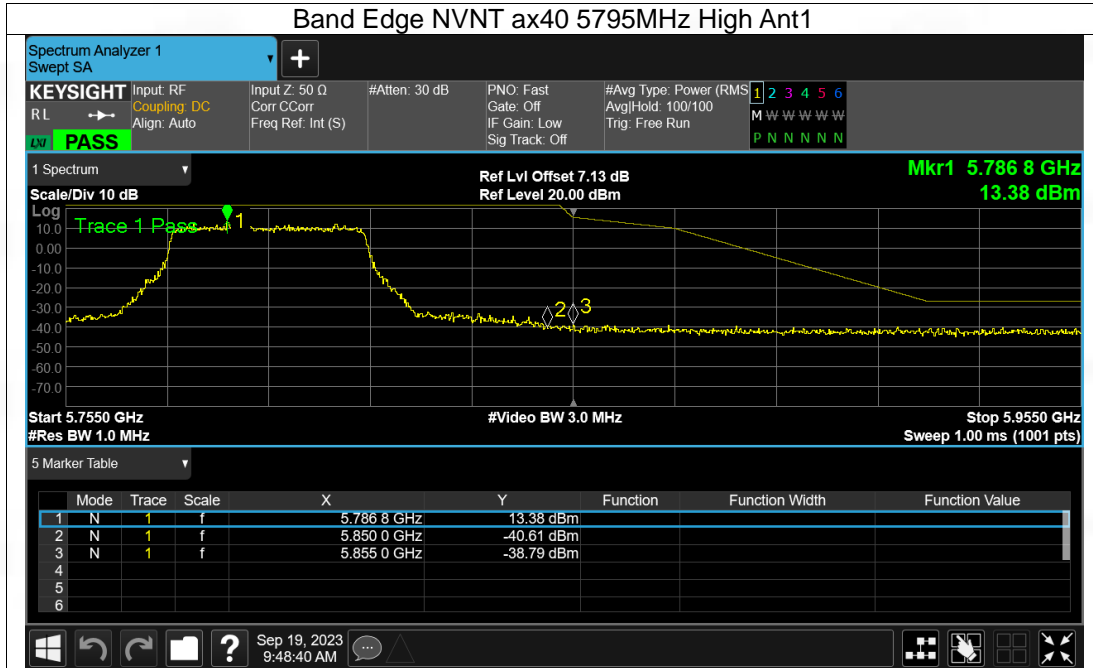 Band Edge NVNT ax40 5795MHz High Ant1
Spectrum Analyzer 1
Swept SA
+
KEYSIGHT
RL
LXI PASS
Input: RF
Coupling: DC
Align: Auto
Input Z: 50 Ω
Corr CCorr
Freq Ref: Int (S)
#Atten: 30 dB
PNO: Fast
Gate: Off
IF Gain: Low
Sig Track: Off
#Avg Type: Power (RMS
Avg|Hold: 100/100
Trig: Free Run
1 2 3 4 5 6
M W W W W W
P N N N N N
1 Spectrum
Scale/Div 10 dB
Ref Lvl Offset 7.13 dB
Ref Level 20.00 dBm
Mkr1 5.786 8 GHz
13.38 dBm
Log
Trace 1 Pass
1
2
3
10.0
0.00
-10.0
-20.0
-30.0
-40.0
-50.0
-60.0
-70.0
Start 5.7550 GHz
#Video BW 3.0 MHz
Stop 5.9550 GHz
#Res BW 1.0 MHz
Sweep 1.00 ms (1001 pts)
5 Marker Table
Mode Trace Scale X Y Function Function Width Function Value
1 N 1 f 5.786 8 GHz 13.38 dBm
2 N 1 f 5.850 0 GHz -40.61 dBm
3 N 1 f 5.855 0 GHz -38.79 dBm
4
5
6
?
Sep 19, 2023
9:48:40 AM